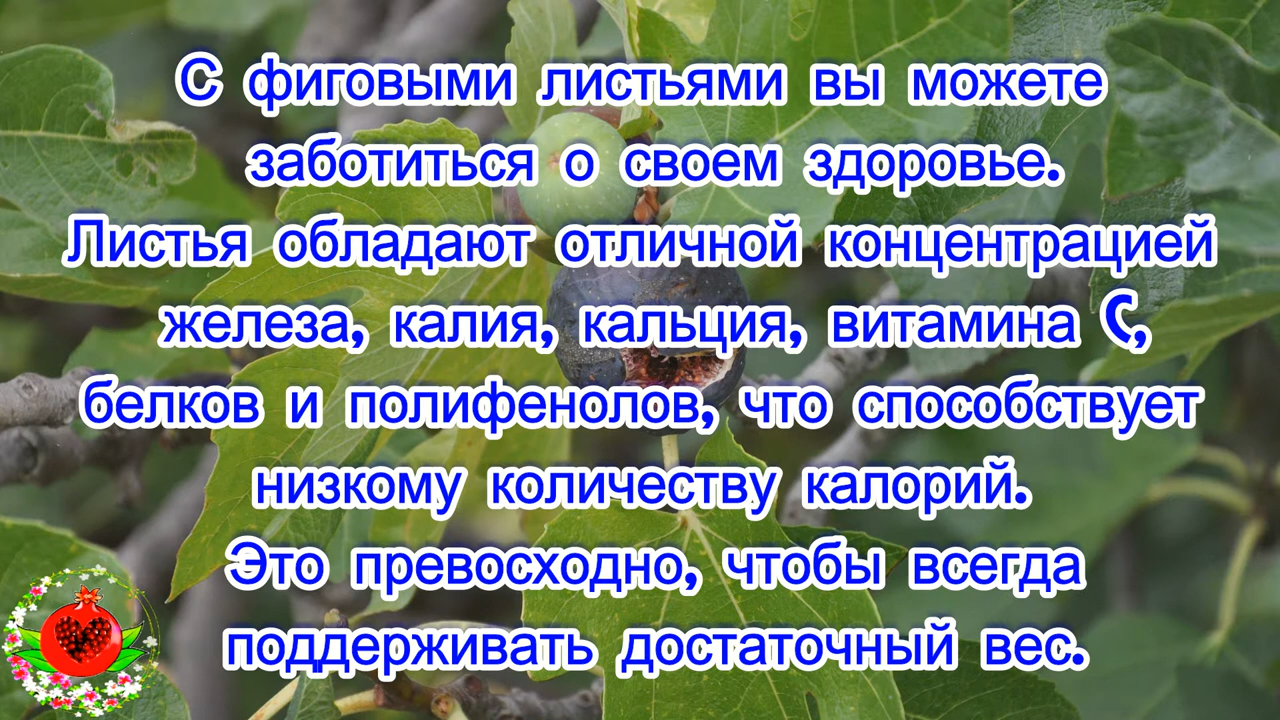 С фиговыми листьями вы можете
заботиться о своем здоровье.
Листья обладают отличной концентрацией
железа, калия, кальция, витамина С,
белков и полифенолов, что способствует
низкому количеству калорий.
Это превосходно, чтобы всегда
поддерживать достаточный вес.